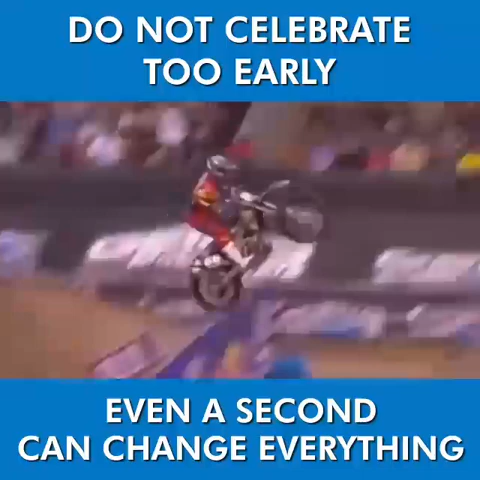 DO NOT CELEBRATE
TOO EARLY
EVEN A SECOND
CAN CHANGE EVERYTHING